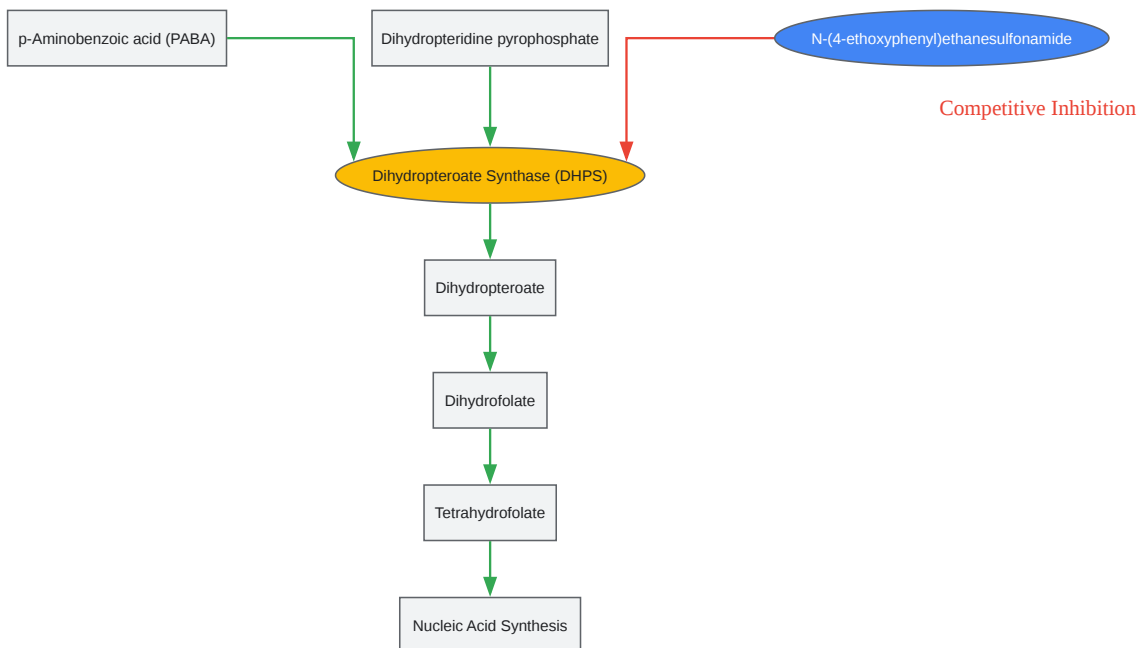 p-Aminobenzoic acid (PABA)
Dihydropteridine pyrophosphate
N-(4-ethoxyphenyl)ethanesulfonamide
Competitive Inhibition
Dihydropteroate Synthase (DHPS)
Dihydropteroate
Dihydrofolate
Tetrahydrofolate
Nucleic Acid Synthesis